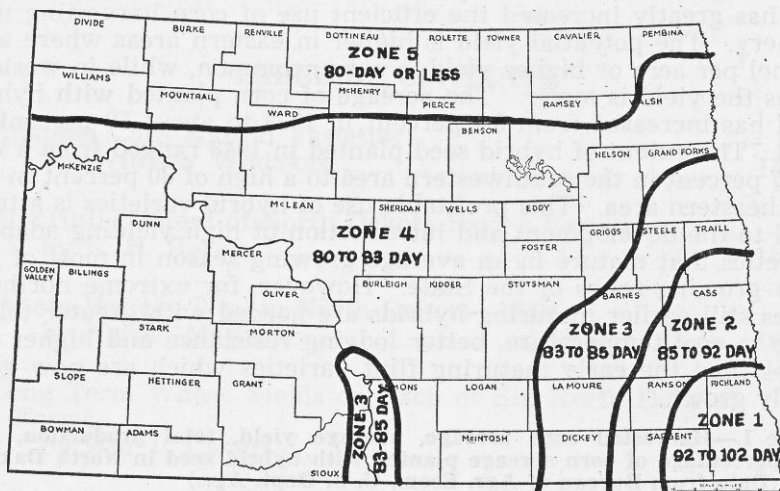 DIVIDE
BURKE
RENVILLE
BOTTINEAU
ROLETTE
TOWNER
CAVALIER
PEMBINA
ZONE 5
80-DAY OR LESS
WILLIAMS
MOUNTRAIL
WARD
McHENRY
PIERCE
BENSON
RAMSEY
WALSH
McKENZIE
NELSON
GRAND FORKS
McLEAN
SHERIDAN
WELLS
EDDY
FOSTER
GRIGGS
STEELE
TRAILL
DUNN
MERCER
ZONE 4
80 TO 83 DAY
GOLDEN
VALLEY
BILLINGS
OLIVER
BURLEIGH
KIDDER
STUTSMAN
BARNES
CASS
STARK
MORTON
ZONE 3
83 TO 85 DAY
ZONE 2
85 TO 92 DAY
SLOPE
HETTINGER
GRANT
ZONE 3
83-85 DAY
MONS
LOGAN
LA MOURE
RANSOM
RICHLAND
BOWMAN
ADAMS
SIOUX
McINTOSH
DICKEY
SARGENT
ZONE 1
92 TO 102 DAY
SCALE IN MILES